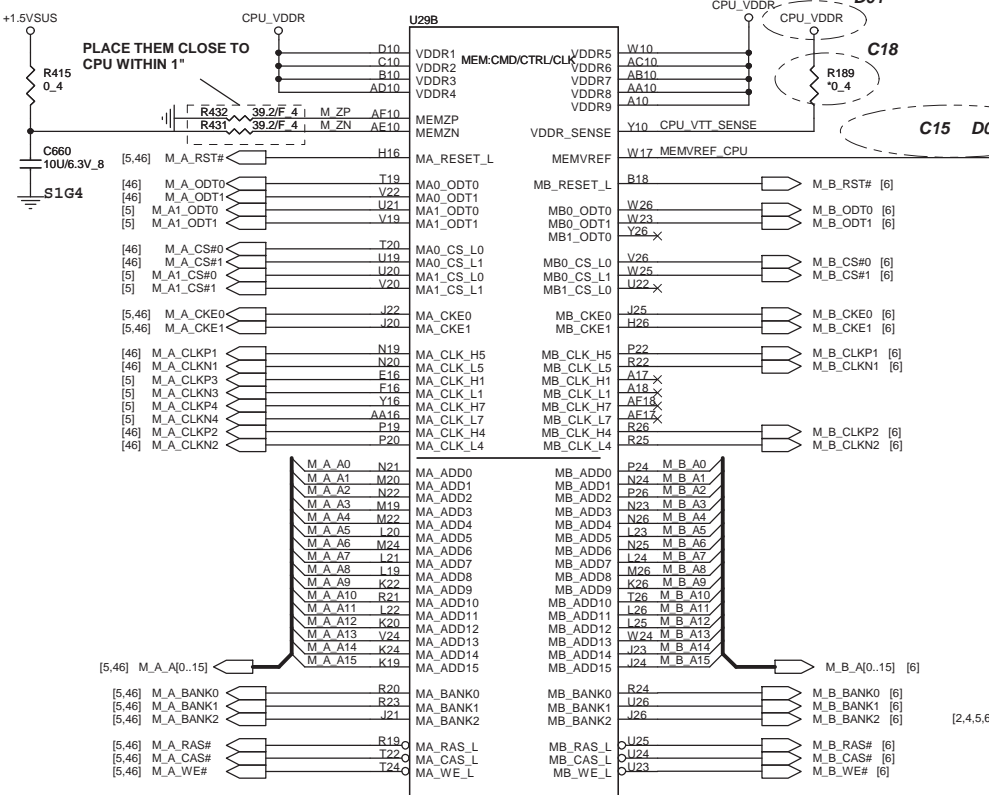 +1.5VSUS CPU_VDDR U29B CPU_VDDR CPU_VDDR
PLACE THEM CLOSE TO
CPU WITHIN 1"
C18
R415
0_4
R189
*0_4
C15
D10 VDDR1 MEM:CMD/CTRL/CLK VDDR5 W10
C10 VDDR2 VDDR6 AC10
B10 VDDR3 VDDR7 AB10
AD10 VDDR4 VDDR8 AA10
VDDR9 A10
R432 39.2/F_4 M_ZP AF10 MEMZP
R431 39.2/F_4 M_ZN AE10 MEMZN VDDR_SENSE Y10 CPU_VTT_SENSE
C660
10U/6.3V_8
S1G4
[5,46] M_A_RST# H16 MA_RESET_L MEMVREF W17 MEMVREF_CPU
[46] M_A_ODT0 T19 MA0_ODT0 MB_RESET_L B18 M_B_RST# [6]
[46] M_A_ODT1 V22 MA0_ODT1
[5] M_A1_ODT0 U21 MA1_ODT0 MB0_ODT0 W26 M_B_ODT0 [6]
[5] M_A1_ODT1 V19 MA1_ODT1 MB0_ODT1 W23 M_B_ODT1 [6]
MB1_ODT0 Y26
[46] M_A_CS#0 T20 MA0_CS_L0
[46] M_A_CS#1 U19 MA0_CS_L1 MB0_CS_L0 V26 M_B_CS#0 [6]
[5] M_A1_CS#0 U20 MA1_CS_L0 MB0_CS_L1 W25 M_B_CS#1 [6]
[5] M_A1_CS#1 V20 MA1_CS_L1 MB1_CS_L0 U22
[5,46] M_A_CKE0 J22 MA_CKE0 MB_CKE0 J25 M_B_CKE0 [6]
[5,46] M_A_CKE1 J20 MA_CKE1 MB_CKE1 H26 M_B_CKE1 [6]
[46] M_A_CLKP1 N19 MA_CLK_H5 MB_CLK_H5 P22 M_B_CLKP1 [6]
[46] M_A_CLKN1 N20 MA_CLK_L5 MB_CLK_L5 R22 M_B_CLKN1 [6]
[5] M_A_CLKP3 E16 MA_CLK_H1 MB_CLK_H1 A17
[5] M_A_CLKN3 F16 MA_CLK_L1 MB_CLK_L1 A18
[5] M_A_CLKP4 Y16 MA_CLK_H7 MB_CLK_H7 AF18
[5] M_A_CLKN4 AA16 MA_CLK_L7 MB_CLK_L7 AF17
[46] M_A_CLKP2 P19 MA_CLK_H4 MB_CLK_H4 R26 M_B_CLKP2 [6]
[46] M_A_CLKN2 P20 MA_CLK_L4 MB_CLK_L4 R25 M_B_CLKN2 [6]
M_A_A0 N21 MA_ADD0 MB_ADD0 P24 M_B_A0
M_A_A1 M20 MA_ADD1 MB_ADD1 N24 M_B_A1
M_A_A2 N22 MA_ADD2 MB_ADD2 P26 M_B_A2
M_A_A3 M19 MA_ADD3 MB_ADD3 N23 M_B_A3
M_A_A4 M22 MA_ADD4 MB_ADD4 N26 M_B_A4
M_A_A5 L20 MA_ADD5 MB_ADD5 L23 M_B_A5
M_A_A6 M24 MA_ADD6 MB_ADD6 N25 M_B_A6
M_A_A7 L21 MA_ADD7 MB_ADD7 L24 M_B_A7
M_A_A8 L19 MA_ADD8 MB_ADD8 M26 M_B_A8
M_A_A9 K22 MA_ADD9 MB_ADD9 K26 M_B_A9
M_A_A10 R21 MA_ADD10 MB_ADD10 T26 M_B_A10
M_A_A11 L22 MA_ADD11 MB_ADD11 L26 M_B_A11
M_A_A12 K20 MA_ADD12 MB_ADD12 L25 M_B_A12
M_A_A13 V24 MA_ADD13 MB_ADD13 W24 M_B_A13
M_A_A14 K24 MA_ADD14 MB_ADD14 J23 M_B_A14
M_A_A15 K19 MA_ADD15 MB_ADD15 J24 M_B_A15
[5,46] M_A_A[0..15] M_B_A[0..15] [6]
[5,46] M_A_BANK0 R20 MA_BANK0 MB_BANK0 R24 M_B_BANK0 [6]
[5,46] M_A_BANK1 R23 MA_BANK1 MB_BANK1 U26 M_B_BANK1 [6]
[5,46] M_A_BANK2 J21 MA_BANK2 MB_BANK2 J26 M_B_BANK2 [6] [2,4,5,6
[5,46] M_A_RAS# R19 MA_RAS_L MB_RAS_L U25 M_B_RAS# [6]
[5,46] M_A_CAS# T22 MA_CAS_L MB_CAS_L U24 M_B_CAS# [6]
[5,46] M_A_WE# T24 MA_WE_L MB_WE_L U23 M_B_WE# [6]